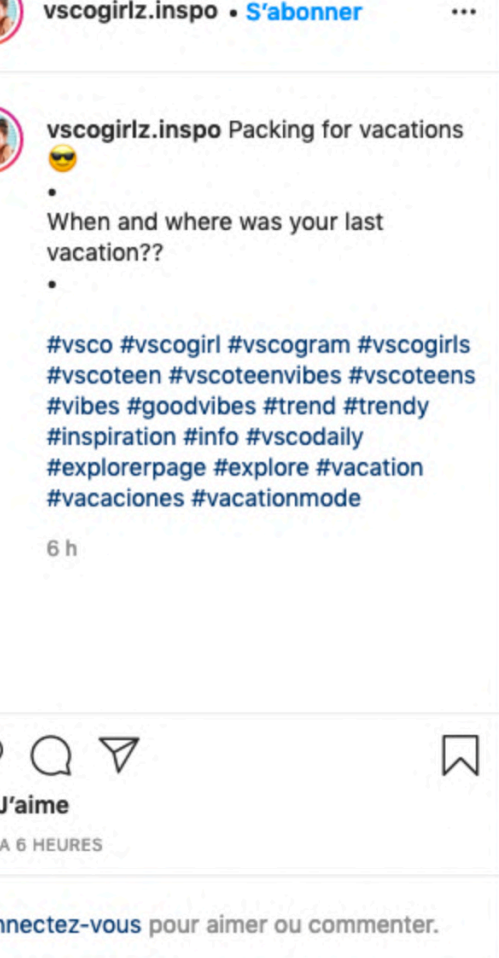 vscogirlz.inspo • S'abonner
vscogirlz.inspo Packing for vacations
😎
•
When and where was your last
vacation??
•
#vsco #vscogirl #vscogram #vscogirls
#vscoteen #vscoteenvibes #vscoteens
#vibes #goodvibes #trend #trendy
#inspiration #info #vscodaily
#explorerpage #explore #vacation
#vacaciones #vacationmode
6 h
J'aime
A 6 HEURES
nnectez-vous pour aimer ou commenter.